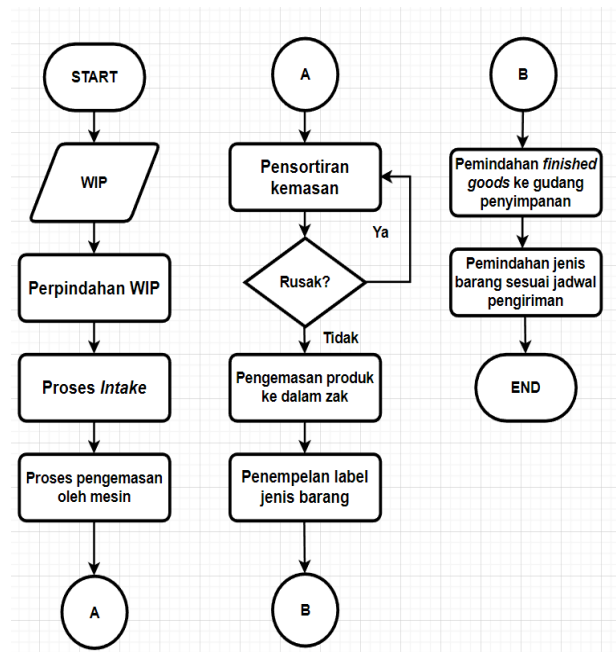 START
WIP
Perpindahan WIP
Proses Intake
Proses pengemasan
oleh mesin
A
A
Pensortiran
kemasan
Ya
Rusak?
Tidak
Pengemasan produk
ke dalam zak
Penempelan label
jenis barang
B
B
Pemindahan finished
goods ke gudang
penyimpanan
Pemindahan jenis
barang sesuai jadwal
pengiriman
END